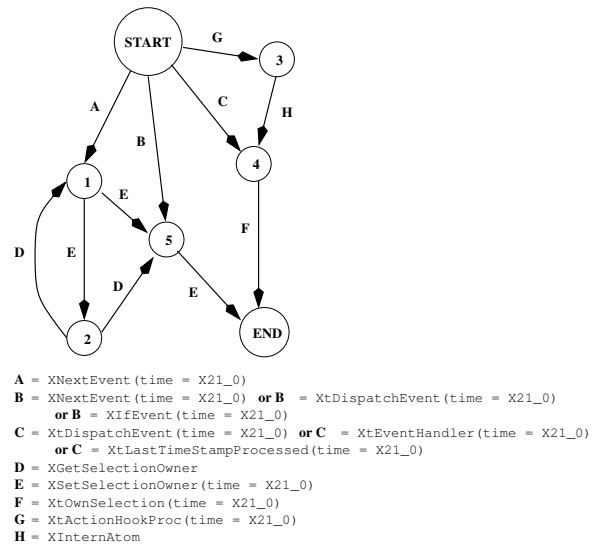 START
G
3
A
B
C
H
4
1
E
5
D
E
D
F
E
2
END
A = XNextEvent(time = X21_0)
B = XNextEvent(time = X21_0) or B = XtDispatchEvent(time = X21_0)
or B = XIfEvent(time = X21_0)
C = XtDispatchEvent(time = X21_0) or C = XtEventHandler(time = X21_0)
or C = XtLastTimeStampProcessed(time = X21_0)
D = XGetSelectionOwner
E = XSetSelectionOwner(time = X21_0)
F = XtOwnSelection(time = X21_0)
G = XtActionHookProc(time = X21_0)
H = XInternAtom